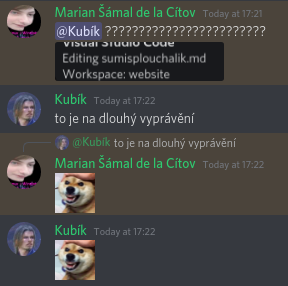 Marian Šámal de la Cítov Today at 17:21
@Kubík ?????????????????????????
Visual Studio Code
Editing sumisplouchalik.md
Workspace: website
Kubík Today at 17:22
to je na dlouhý vyprávění
@Kubík to je na dlouhý vyprávění
Marian Šámal de la Cítov Today at 17:22
Kubík Today at 17:22